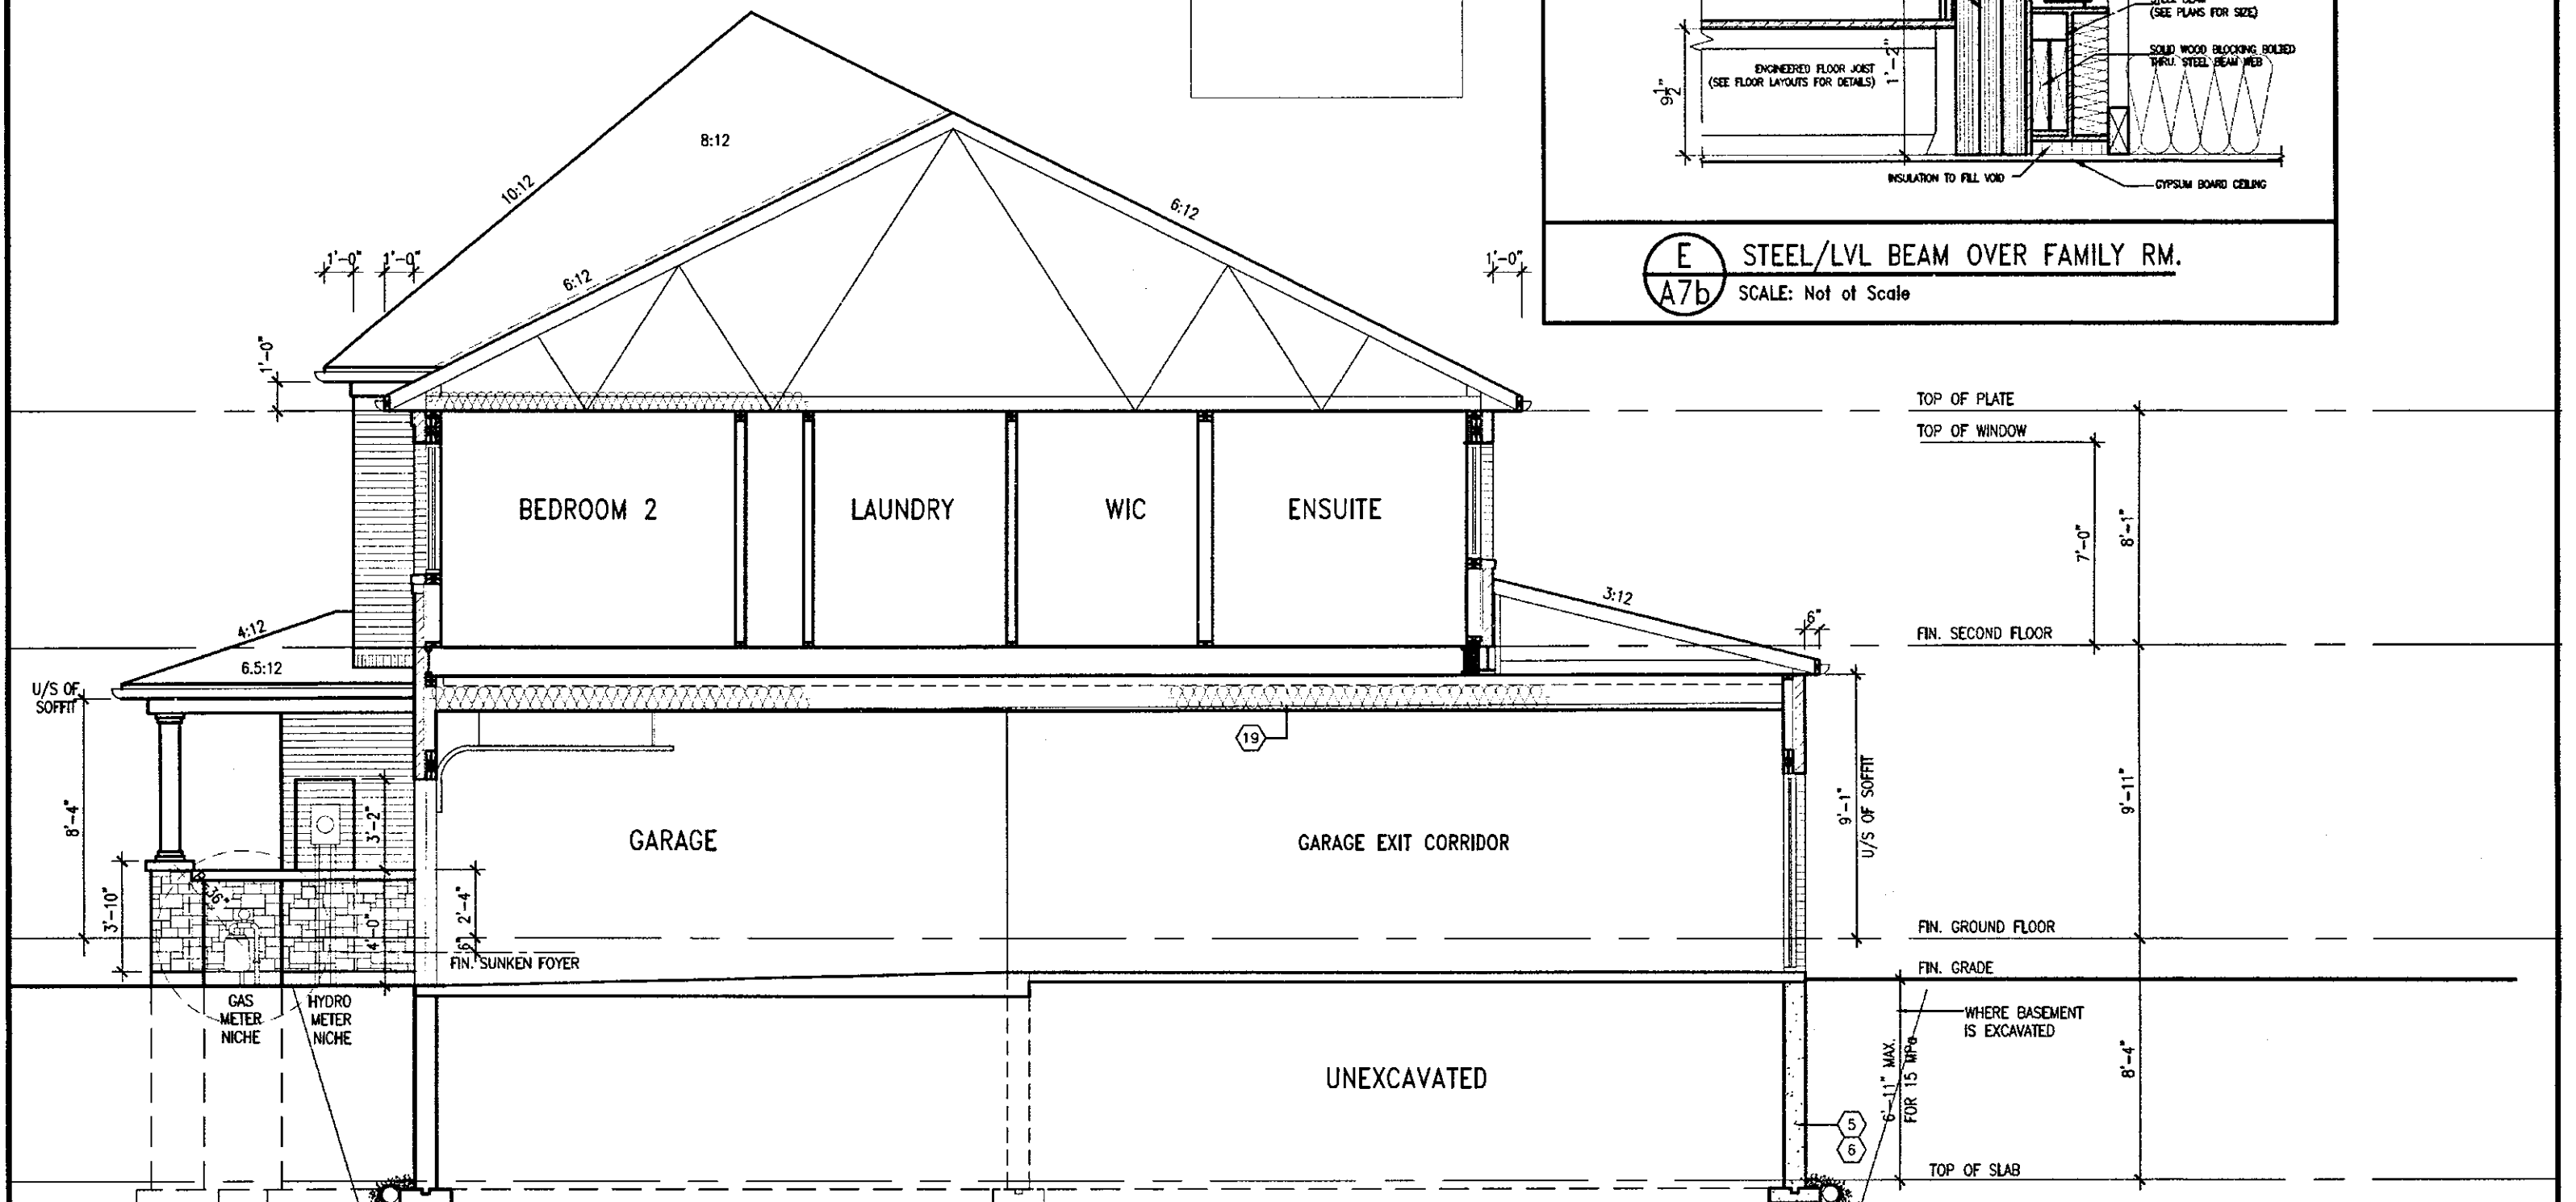 (SEE PLANS FOR SIZE)
SOLID WOOD BLOCKING BOLTED
THRU. STEEL BEAM WEB
ENGINEERED FLOOR JOIST
(SEE FLOOR LAYOUTS FOR DETAILS)
9 1/2"
1'-2"
INSULATION TO FILL VOID
GYPSUM BOARD CEILING
E
A7b
STEEL/LVL BEAM OVER FAMILY RM.
SCALE: Not at Scale
8:12
10:12
6:12
6:12
1'-0"
1'-0"
1'-0"
1'-0"
TOP OF PLATE
TOP OF WINDOW
BEDROOM 2
LAUNDRY
WIC
ENSUITE
7'-0"
8'-1"
3:12
6"
4:12
6.5:12
FIN. SECOND FLOOR
U/S OF
SOFFIT
19
8'-4"
3'-2"
GARAGE
GARAGE EXIT CORRIDOR
9'-1"
U/S OF SOFFIT
9'-11"
3'-10"
R=36"
4'-0"
2'-4"
6"
FIN. SUNKEN FOYER
FIN. GROUND FLOOR
FIN. GRADE
GAS
METER
NICHE
HYDRO
METER
NICHE
WHERE BASEMENT
IS EXCAVATED
UNEXCAVATED
6'-11" MAX.
FOR 15 MPa
8'-4"
5
6
TOP OF SLAB